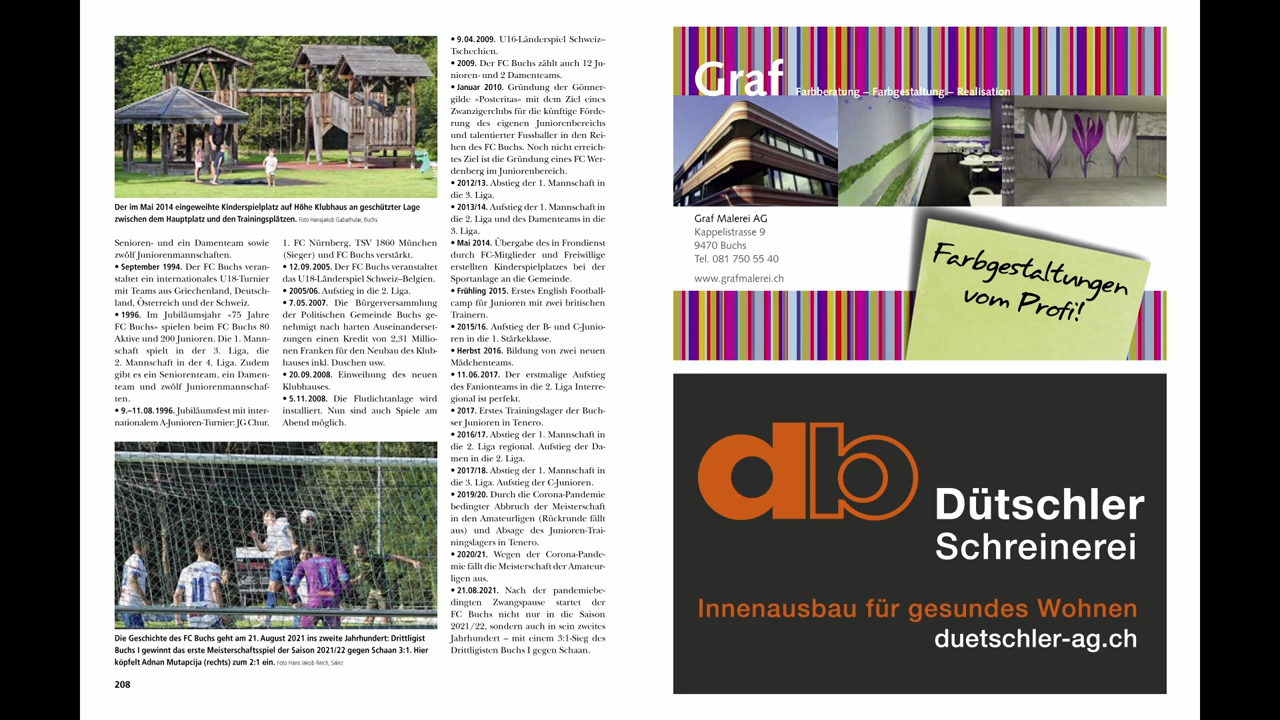 Der im Mai 2014 eingeweihte Kinderspielplatz auf Höhe Klubhaus an geschützter Lage
zwischen dem Hauptplatz und den Trainingsplätzen. Foto Hansjakob Gabathuler, Buchs
Senioren- und ein Damenteam sowie
zwölf Juniorenmannschaften.
• September 1994. Der FC Buchs veran-
staltet ein internationales U18-Turnier
mit Teams aus Griechenland, Deutsch-
land, Österreich und der Schweiz.
• 1996. Im Jubiläumsjahr «75 Jahre
FC Buchs» spielen beim FC Buchs 80
Aktive und 200 Junioren. Die 1. Mann-
schaft spielt in der 3. Liga, die
2. Mannschaft in der 4. Liga. Zudem
gibt es ein Seniorenteam, ein Damen-
team und zwölf Juniorenmannschaf-
ten.
• 9.–11.08.1996. Jubiläumsfest mit inter-
nationalem A-Junioren-Turnier: JG Chur,
1. FC Nürnberg, TSV 1860 München
(Sieger) und FC Buchs verstärkt.
• 12.09.2005. Der FC Buchs veranstaltet
das U18-Länderspiel Schweiz–Belgien.
• 2005/06. Aufstieg in die 2. Liga.
• 7.05.2007. Die Bürgerversammlung
der Politischen Gemeinde Buchs ge-
nehmigt nach harten Auseinanderset-
zungen einen Kredit von 2,31 Millio-
nen Franken für den Neubau des Klub-
hauses inkl. Duschen usw.
• 20.09.2008. Einweihung des neuen
Klubhauses.
• 5.11.2008. Die Flutlichtanlage wird
installiert. Nun sind auch Spiele am
Abend möglich.
Die Geschichte des FC Buchs geht am 21. August 2021 ins zweite Jahrhundert: Drittligist
Buchs I gewinnt das erste Meisterschaftsspiel der Saison 2021/22 gegen Schaan 3:1. Hier
köpfelt Adnan Mutapcija (rechts) zum 2:1 ein. Foto Hans Jakob Reich, Salez
208
• 9.04.2009. U16-Länderspiel Schweiz–
Tschechien.
• 2009. Der FC Buchs zählt auch 12 Ju-
nioren- und 2 Damenteams.
• Januar 2010. Gründung der Gönner-
gilde «Posteritas» mit dem Ziel eines
Zwanzigerclubs für die künftige Förde-
rung des eigenen Juniorenbereichs
und talentierter Fussballer in den Rei-
hen des FC Buchs. Noch nicht erreich-
tes Ziel ist die Gründung eines FC Wer-
denberg im Juniorenbereich.
• 2012/13. Abstieg der 1. Mannschaft in
die 3. Liga.
• 2013/14. Aufstieg der 1. Mannschaft in
die 2. Liga und des Damenteams in die
3. Liga.
• Mai 2014. Übergabe des in Frondienst
durch FC-Mitglieder und Freiwillige
erstellten Kinderspielplatzes bei der
Sportanlage an die Gemeinde.
• Frühling 2015. Erstes English Football-
camp für Junioren mit zwei britischen
Trainern.
• 2015/16. Aufstieg der B- und C-Junio-
ren in die 1. Stärkeklasse.
• Herbst 2016. Bildung von zwei neuen
Mädchenteams.
• 11.06.2017. Der erstmalige Aufstieg
des Fanionteams in die 2. Liga Interre-
gional ist perfekt.
• 2017. Erstes Trainingslager der Buch-
ser Junioren in Tenero.
• 2016/17. Abstieg der 1. Mannschaft in
die 2. Liga regional. Aufstieg der Da-
men in die 2. Liga.
• 2017/18. Abstieg der 1. Mannschaft in
die 3. Liga. Aufstieg der C-Junioren.
• 2019/20. Durch die Corona-Pandemie
bedingter Abbruch der Meisterschaft
in den Amateurligen (Rückrunde fällt
aus) und Absage des Junioren-Trai-
ningslagers in Tenero.
• 2020/21. Wegen der Corona-Pande-
mie fällt die Meisterschaft der Amateur-
ligen aus.
• 21.08.2021. Nach der pandemiebe-
dingten Zwangspause startet der
FC Buchs nicht nur in die Saison
2021/22, sondern auch in sein zweites
Jahrhundert – mit einem 3:1-Sieg des
Drittligisten Buchs I gegen Schaan.
Graf Farbberatung – Farbgestaltung – Realisation
Graf Malerei AG
Kappelistrasse 9
9470 Buchs
Tel. 081 750 55 40
www.grafmalerei.ch
Farbgestaltungen
vom Profi!
db
Dütschler
Schreinerei
Innenausbau für gesundes Wohnen
duetschler-ag.ch